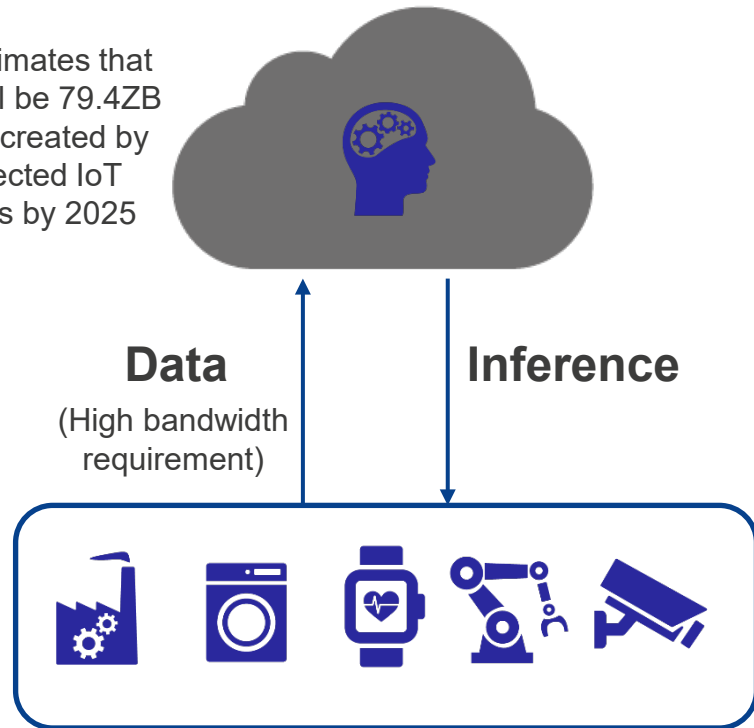 imates that
l be 79.4ZB
created by
ected IoT
s by 2025
Data
(High bandwidth
requirement)
Inference